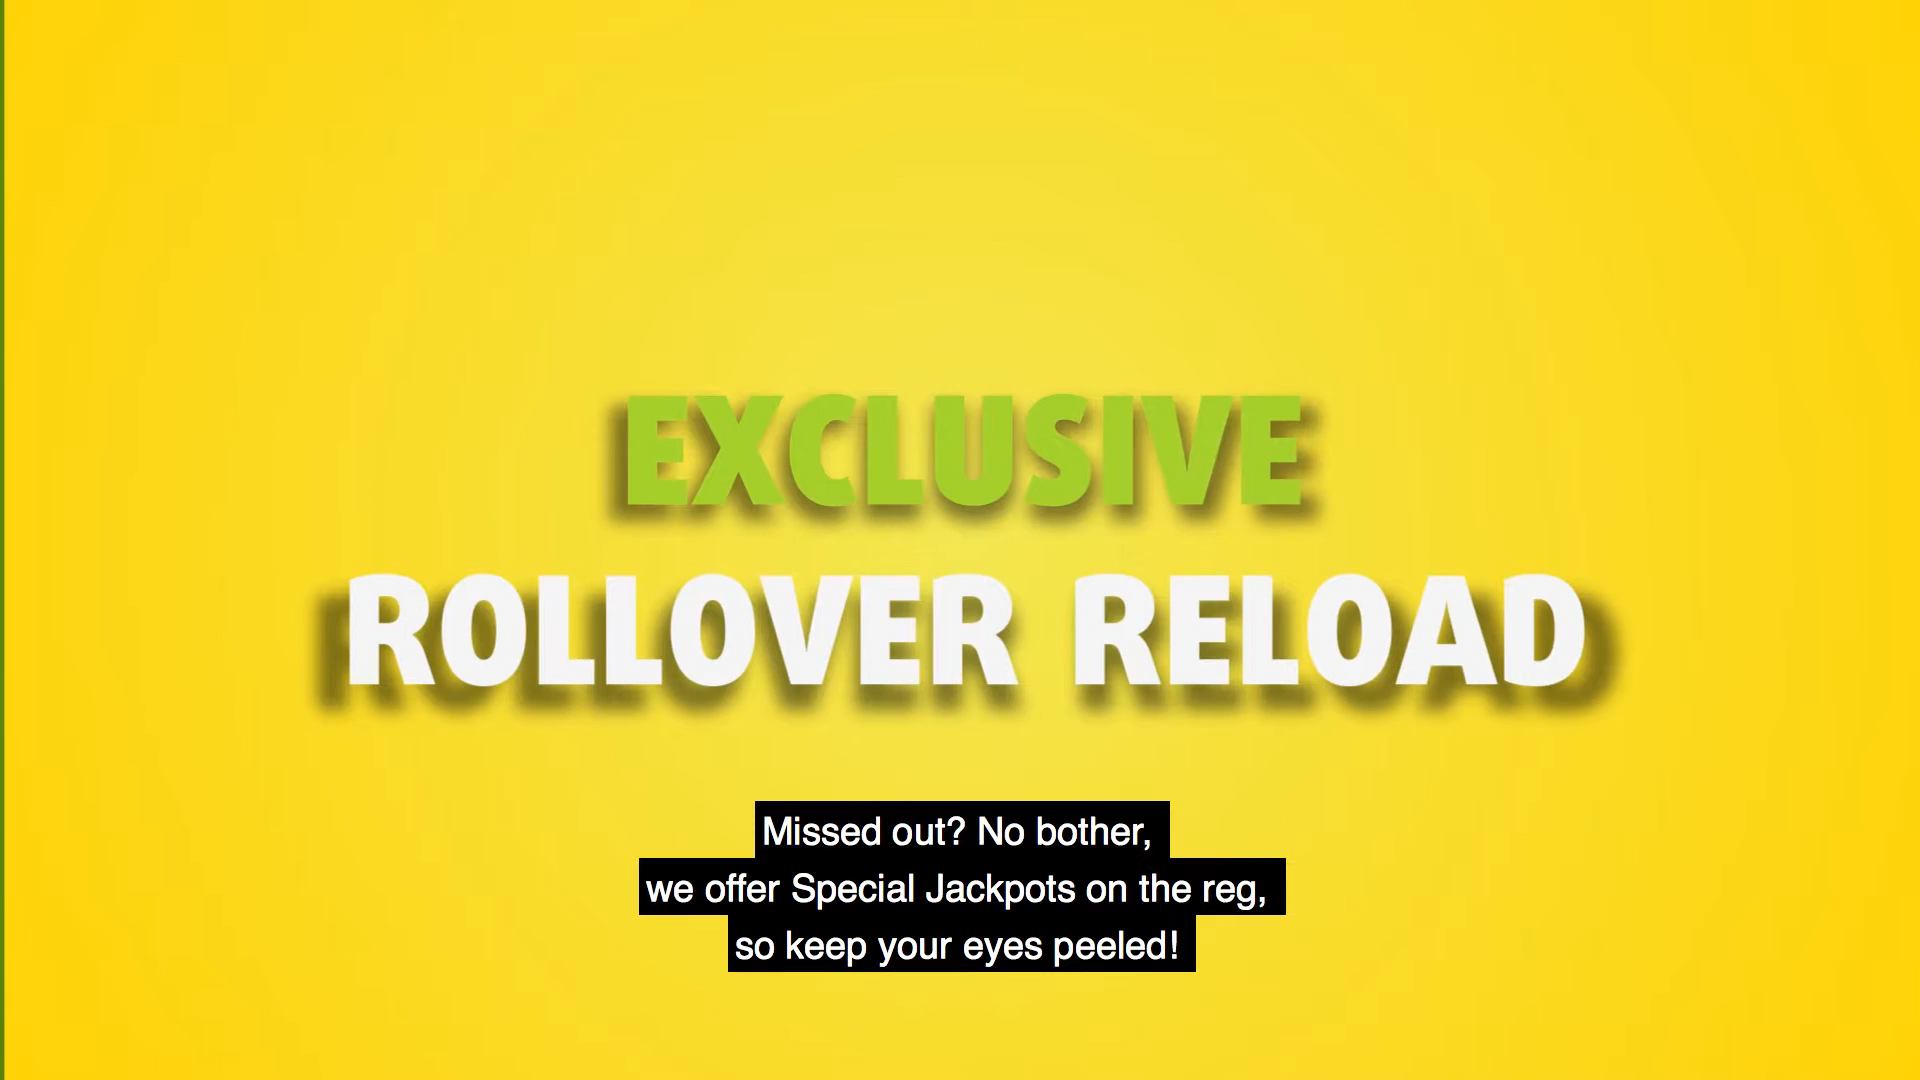 EXCLUSIVE
ROLLOVER RELOAD
Missed out? No bother,
we offer Special Jackpots on the reg,
so keep your eyes peeled!